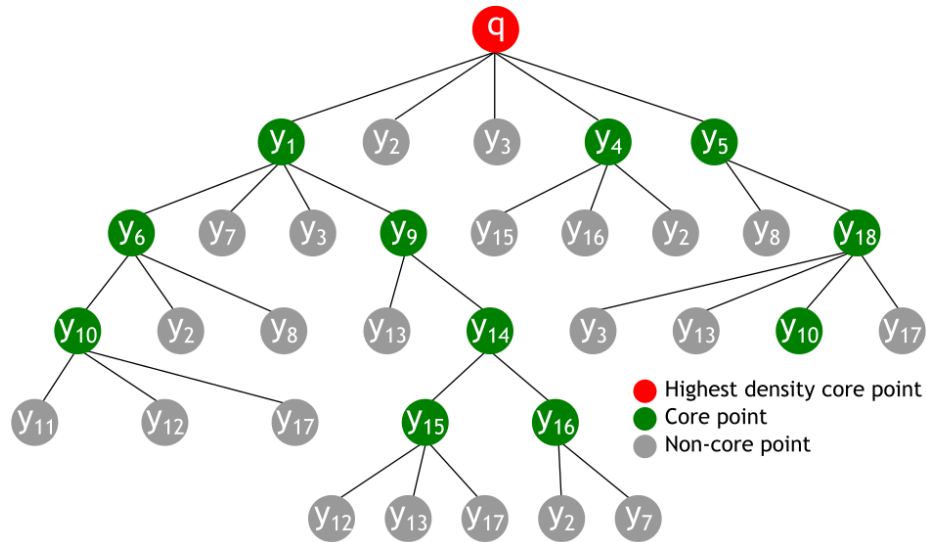 q
y1 y2 y3 y4 y5
y6 y7 y3 y9 y15 y16 y2 y8 y18
y10 y2 y8 y13 y14 y3 y13 y10 y17
Highest density core point
Core point
Non-core point
y11 y12 y17 y15 y16
y12 y13 y17 y2 y7